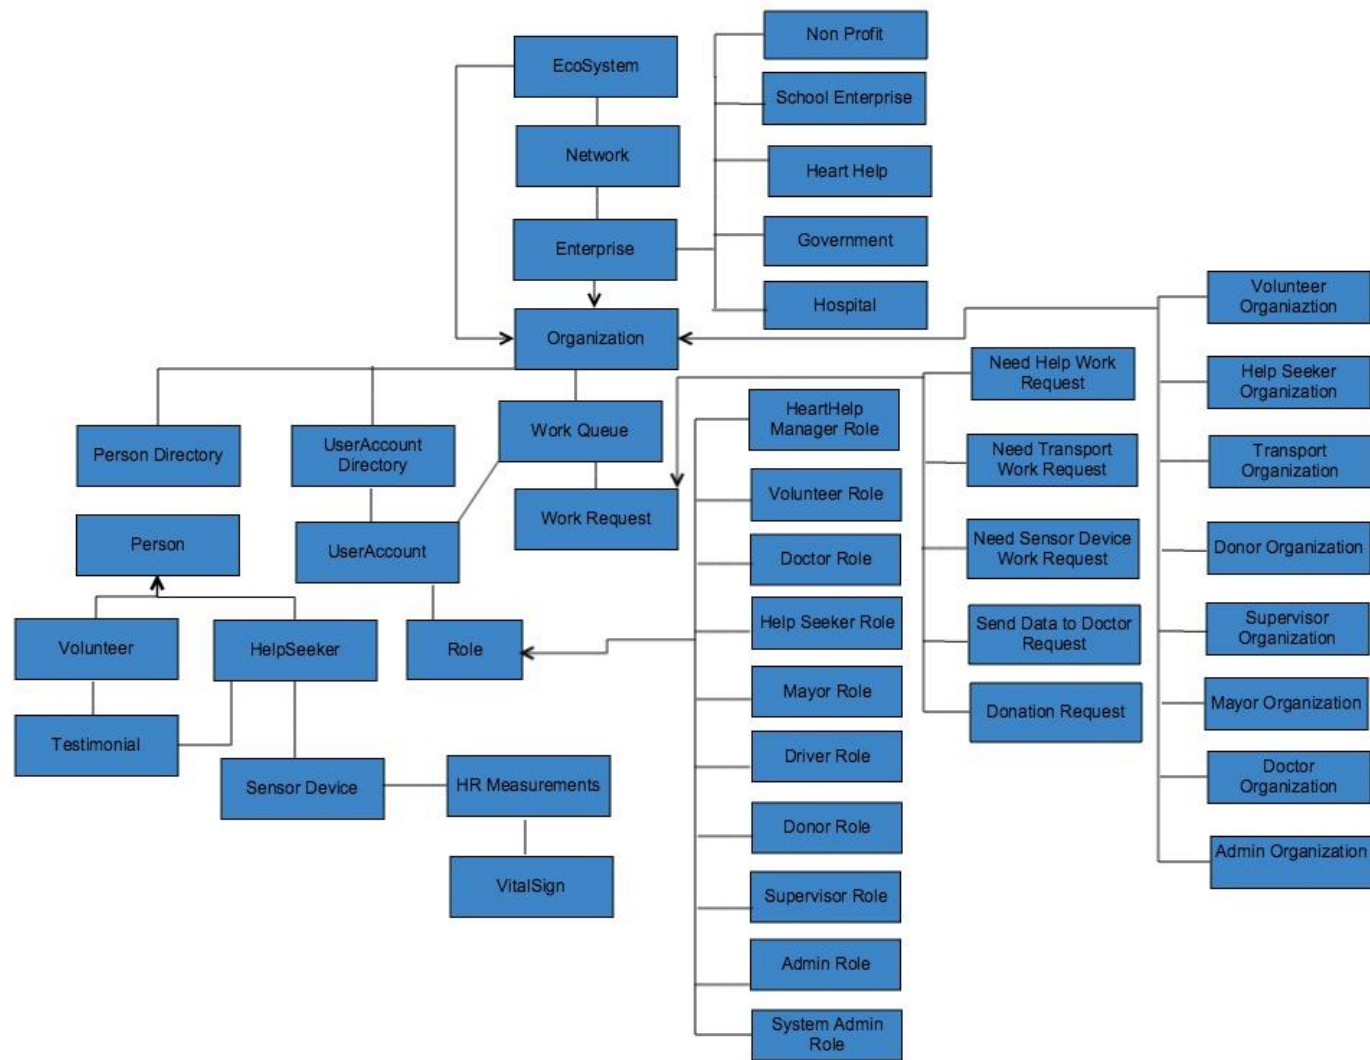 EcoSystem
Network
Enterprise
Organization
Non Profit
School Enterprise
Heart Help
Government
Hospital
Person Directory
UserAccount
Directory
Work Queue
Work Request
UserAccount
Role
Person
Volunteer
HelpSeeker
Testimonial
Sensor Device
HR Measurements
VitalSign
HeartHelp
Manager Role
Volunteer Role
Doctor Role
Help Seeker Role
Mayor Role
Driver Role
Donor Role
Supervisor Role
Admin Role
System Admin
Role
Need Help Work
Request
Need Transport
Work Request
Need Sensor Device
Work Request
Send Data to Doctor
Request
Donation Request
Volunteer
Organiaztion
Help Seeker
Organization
Transport
Organization
Donor Organization
Supervisor
Organization
Mayor Organization
Doctor
Organization
Admin Organization